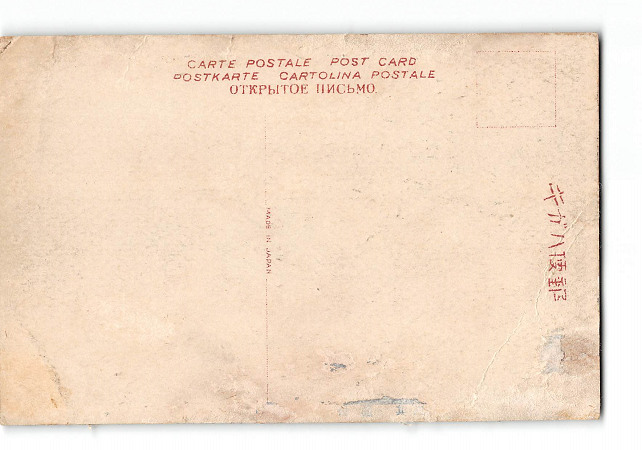 CARTE POSTALE POST CARD
POSTKARTE CARTOLINA POSTALE
ОТКРЫТОЕ ПИСЬМО.
MADE IN JAPAN
キガハ便郵